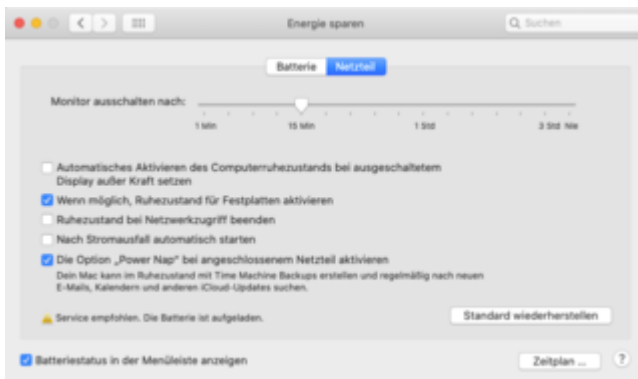 Energie sparen
Suchen
Batterie Netzteil
Monitor ausschalten nach:
1 Min 15 Min 1 Std 3 Std Nie
Automatisches Aktivieren des Computerruhezustands bei ausgeschaltetem
Display außer Kraft setzen
Wenn möglich, Ruhezustand für Festplatten aktivieren
Ruhezustand bei Netzwerkzugriff beenden
Nach Stromausfall automatisch starten
Die Option „Power Nap“ bei angeschlossenem Netzteil aktivieren
Dein Mac kann im Ruhezustand mit Time Machine Backups erstellen und regelmäßig nach neuen
E-Mails, Kalendern und anderen iCloud-Updates suchen.
Service empfohlen. Die Batterie ist aufgeladen.
Standard wiederherstellen
Batteriestatus in der Menüleiste anzeigen
Zeitplan ... ?